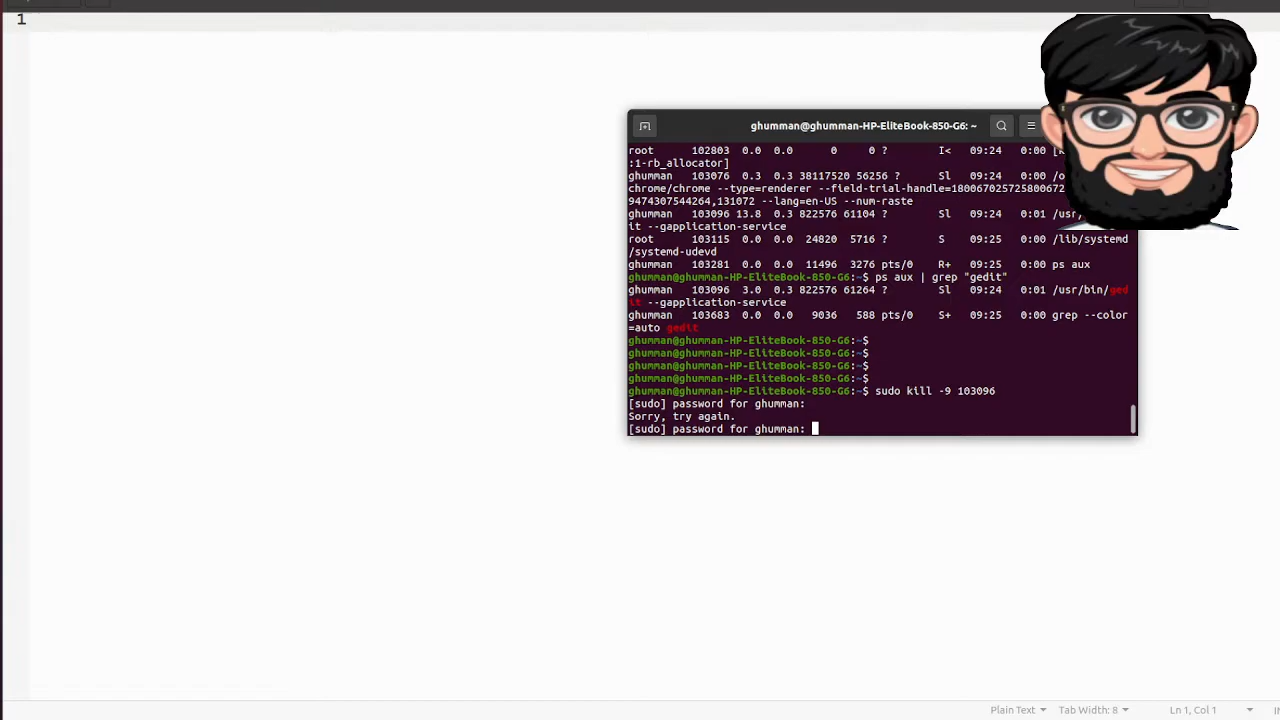 1
ghumman@ghumman-HP-EliteBook-850-G6: ~
root 102803 0.0 0.0 0 0 ? I< 09:24 0:00 [k
:1-rb_allocator]
ghumman 103076 0.3 0.3 38117520 56256 ? Sl 09:24 0:00 /o
chrome/chrome --type=renderer --field-trial-handle=18006702572580067
9474307544264,131072 --lang=en-US --num-raste
ghumman 103096 13.8 0.3 822576 61104 ? Sl 09:24 0:01 /usr/
it --gapplication-service
root 103115 0.0 0.0 24820 5716 ? S 09:25 0:00 /lib/systemd
/systemd-udevd
ghumman 103281 0.0 0.0 11496 3276 pts/0 R+ 09:25 0:00 ps aux
ghumman@ghumman-HP-EliteBook-850-G6:~$ ps aux | grep "gedit"
ghumman 103096 3.0 0.3 822576 61264 ? Sl 09:24 0:01 /usr/bin/ged
it --gapplication-service
ghumman 103683 0.0 0.0 9036 588 pts/0 S+ 09:25 0:00 grep --color
=auto gedit
ghumman@ghumman-HP-EliteBook-850-G6:~$
ghumman@ghumman-HP-EliteBook-850-G6:~$
ghumman@ghumman-HP-EliteBook-850-G6:~$
ghumman@ghumman-HP-EliteBook-850-G6:~$
ghumman@ghumman-HP-EliteBook-850-G6:~$ sudo kill -9 103096
[sudo] password for ghumman:
Sorry, try again.
[sudo] password for ghumman:
Plain Text Tab Width: 8 Ln 1, Col 1